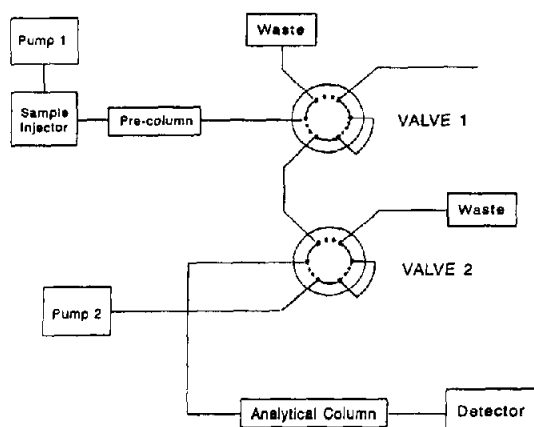 Pump 1
Waste
Sample
Injector
Pre-column
VALVE 1
Waste
VALVE 2
Pump 2
Analytical Column
Detector